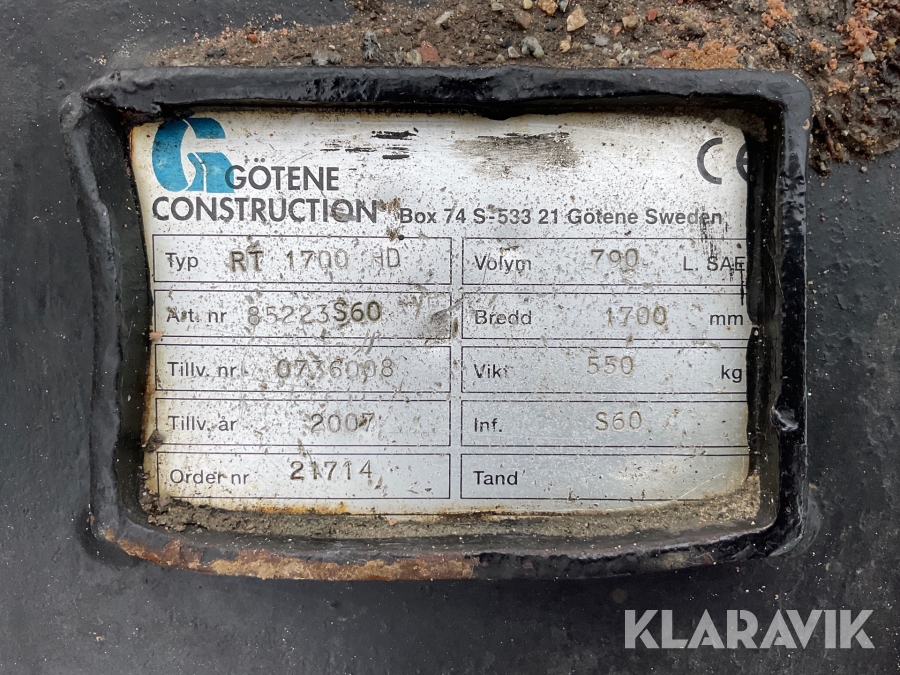 GÖTENE
CONSTRUCTION Box 74 S-533 21 Götene Sweden
CE
Typ RT 1700 HD
Volym 790 L. SAE
Art. nr 85223S60
Bredd 1700 mm
Tillv. nr 0736008
Vikt 550 kg
Tillv. år 2007
Inf. S60
Order nr 21714
Tand
KLARAVIK